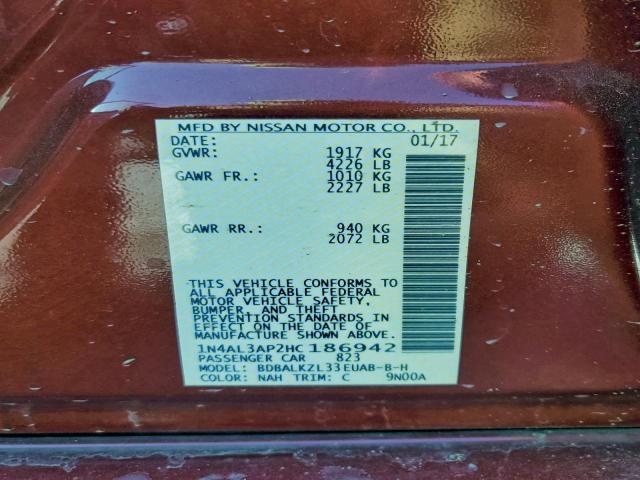 MFD BY NISSAN MOTOR CO., LTD.
DATE: 01/17
GVWR: 1917 KG
4226 LB
GAWR FR.: 1010 KG
2227 LB
GAWR RR.: 940 KG
2072 LB
THIS VEHICLE CONFORMS TO
ALL APPLICABLE FEDERAL
MOTOR VEHICLE SAFETY,
BUMPER, AND THEFT
PREVENTION STANDARDS IN
EFFECT ON THE DATE OF
MANUFACTURE SHOWN ABOVE.
1N4AL3AP2HC 186942
PASSENGER CAR 823
MODEL: BDBALKZL33EUAB-B-H
COLOR: NAH TRIM: C 9N00A